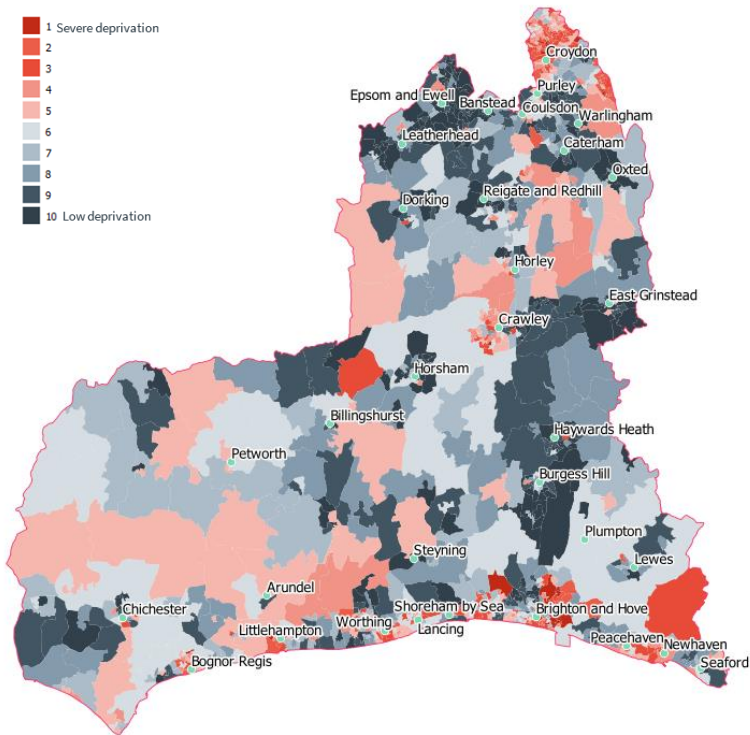 1 Severe deprivation
2
3
4
5
6
7
8
9
10 Low deprivation
Croydon
Purley
Epsom and Ewell
Banstead
Coulsdon
Warlingham
Leatherhead
Caterham
Oxted
Reigate and Redhill
Dorking
Horley
East Grinstead
Crawley
Horsham
Billingshurst
Haywards Heath
Petworth
Burgess Hill
Plumpton
Steyning
Lewes
Arundel
Chichester
Shoreham by Sea
Brighton and Hove
Worthing
Littlehampton
Lancing
Peacehaven
Newhaven
Bognor Regis
Seaford